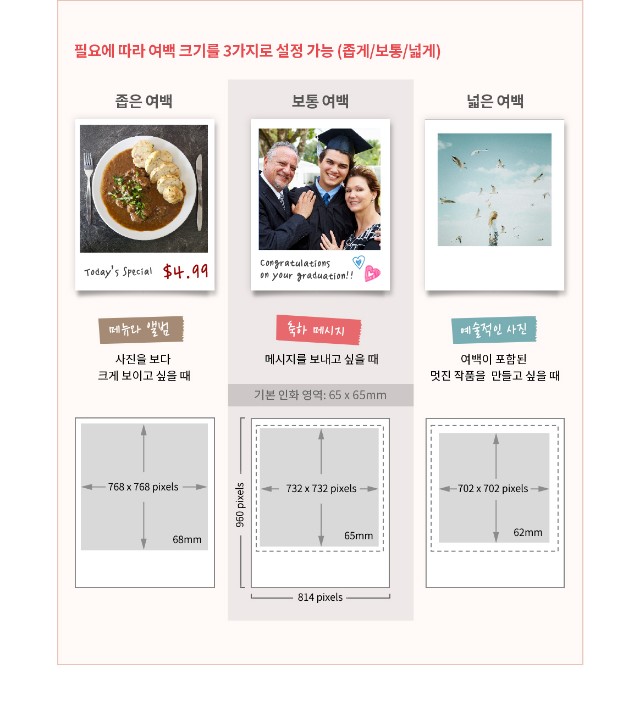 필요에 따라 여백 크기를 3가지로 설정 가능 (좁게/보통/넓게)
좁은 여백
보통 여백
넓은 여백
Today's Special $4.99
Congratulations
on your graduation!!
메뉴나 앨범
축하 메시지
예술적인 사진
사진을 보다
크게 보이고 싶을 때
메시지를 보내고 싶을 때
여백이 포함된
멋진 작품을 만들고 싶을 때
기본 인화 영역: 65 x 65mm
768 x 768 pixels
68mm
960 pixels
732 x 732 pixels
65mm
814 pixels
702 x 702 pixels
62mm